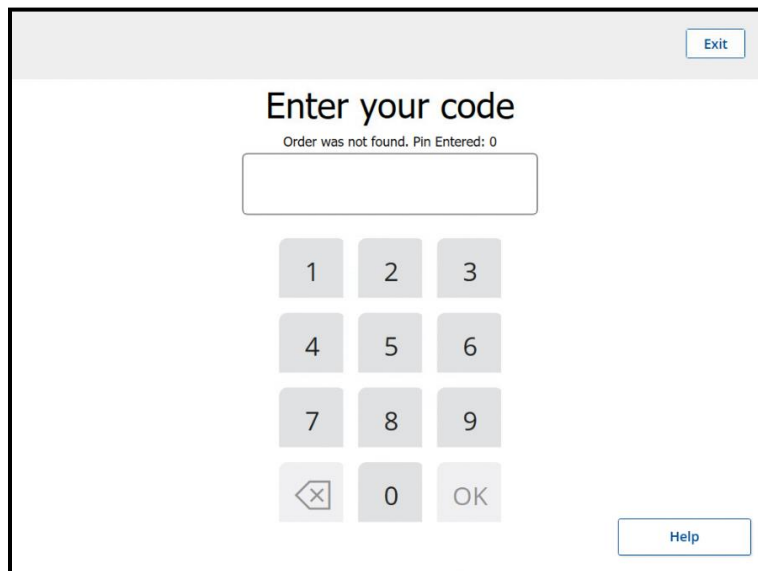 Exit
Enter your code
Order was not found. Pin Entered: 0
1 2 3
4 5 6
7 8 9
0 OK
Help